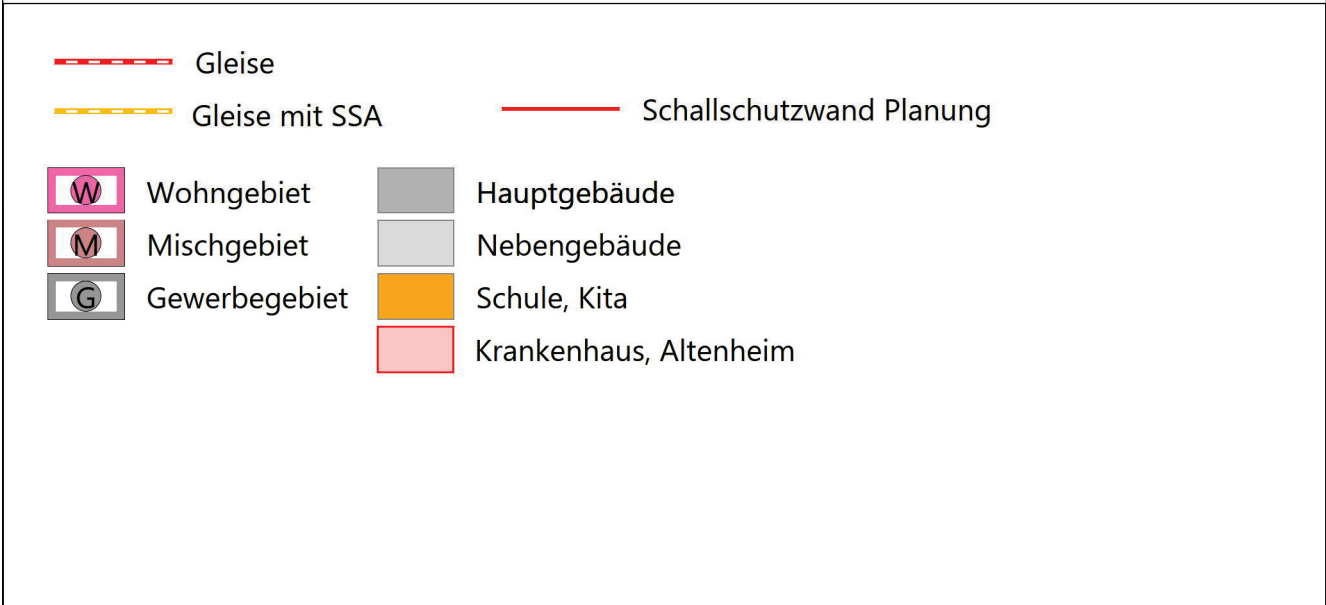 Gleise
Gleise mit SSA
Schallschutzwand Planung
W Wohngebiet
M Mischgebiet
G Gewerbegebiet
Hauptgebäude
Nebengebäude
Schule, Kita
Krankenhaus, Altenheim